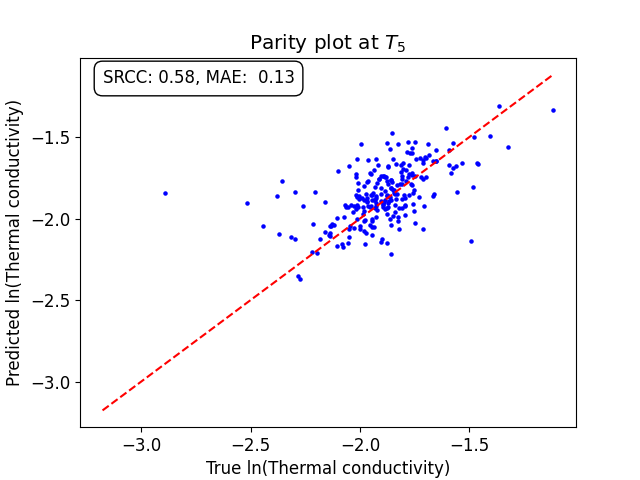 Parity plot at $T_5$
SRCC: 0.58, MAE:  0.13
Predicted ln(Thermal conductivity)
−1.5
−2.0
−2.5
−3.0
−3.0 −2.5 −2.0 −1.5
True ln(Thermal conductivity)